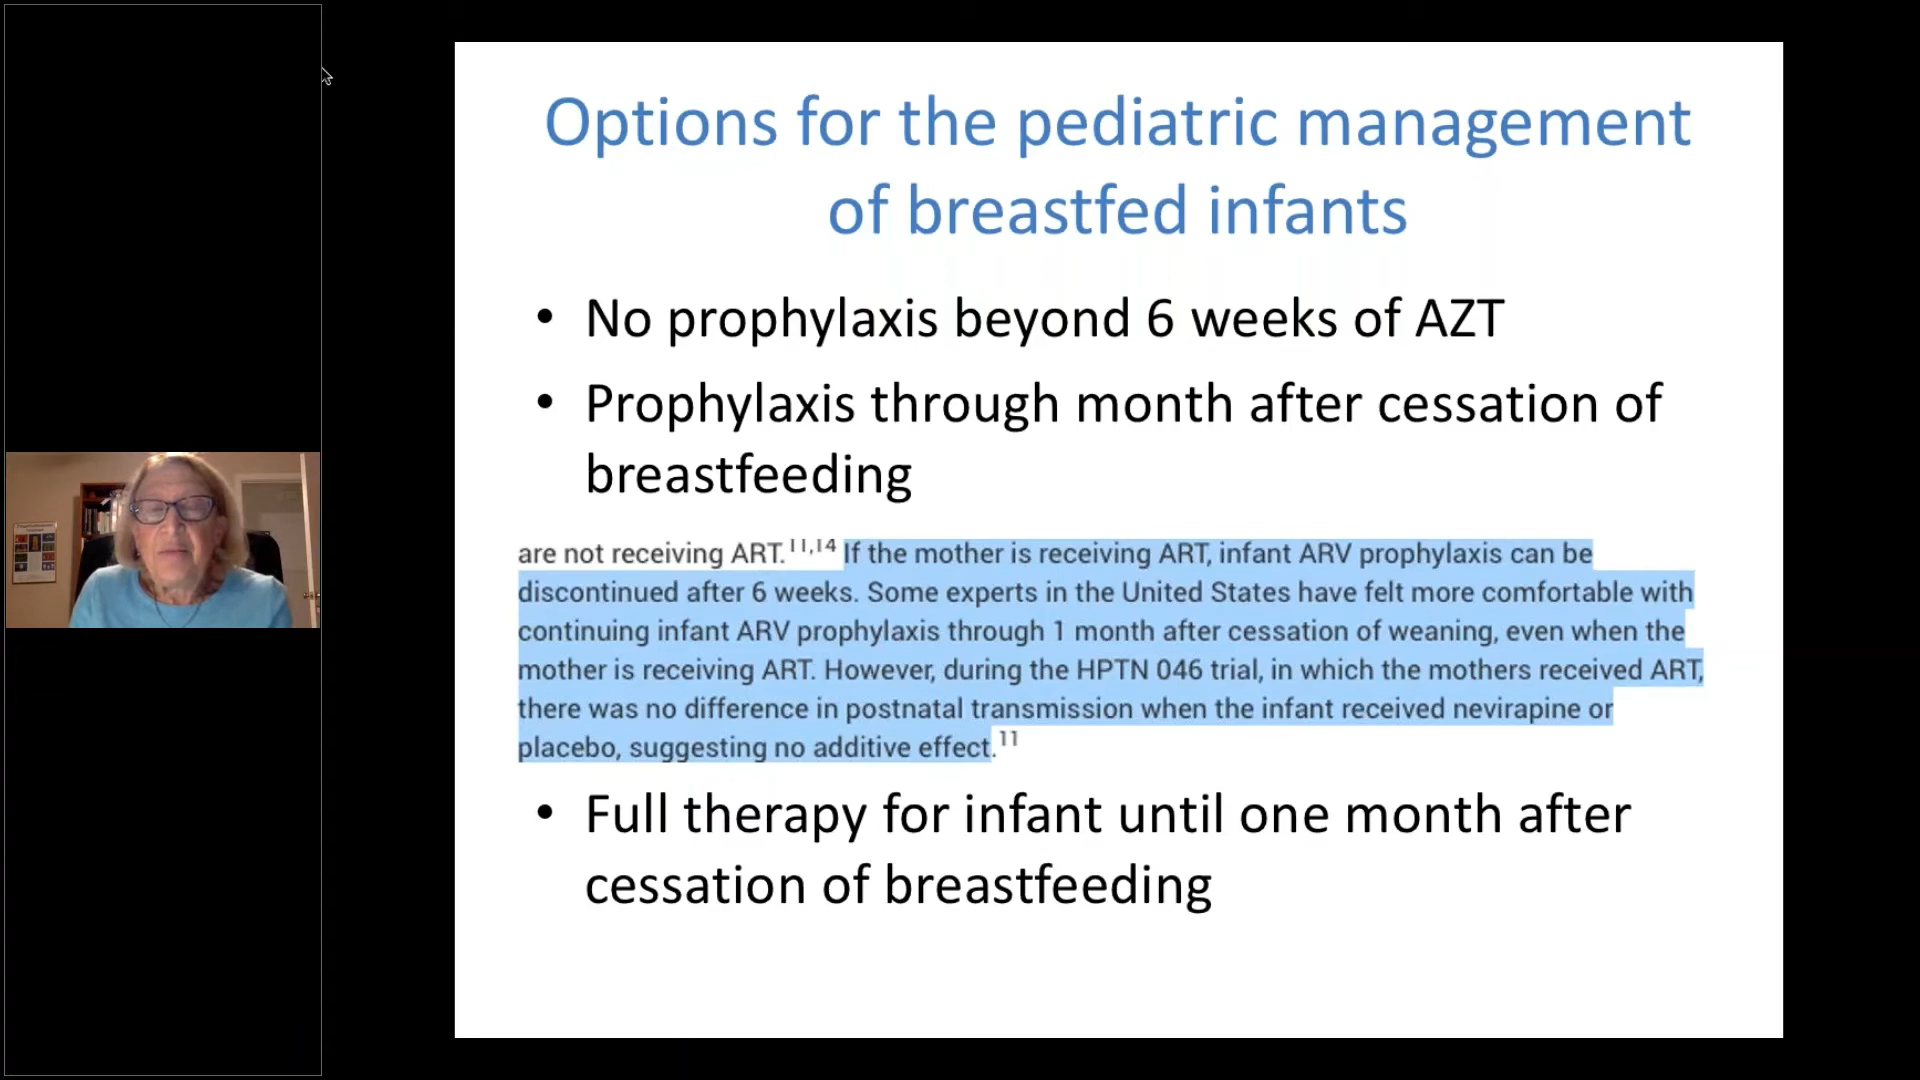 Options for the pediatric management
of breastfed infants
• No prophylaxis beyond 6 weeks of AZT
• Prophylaxis through month after cessation of
breastfeeding
are not receiving ART.11,14 If the mother is receiving ART, infant ARV prophylaxis can be
discontinued after 6 weeks. Some experts in the United States have felt more comfortable with
continuing infant ARV prophylaxis through 1 month after cessation of weaning, even when the
mother is receiving ART. However, during the HPTN 046 trial, in which the mothers received ART,
there was no difference in postnatal transmission when the infant received nevirapine or
placebo, suggesting no additive effect.11
• Full therapy for infant until one month after
cessation of breastfeeding